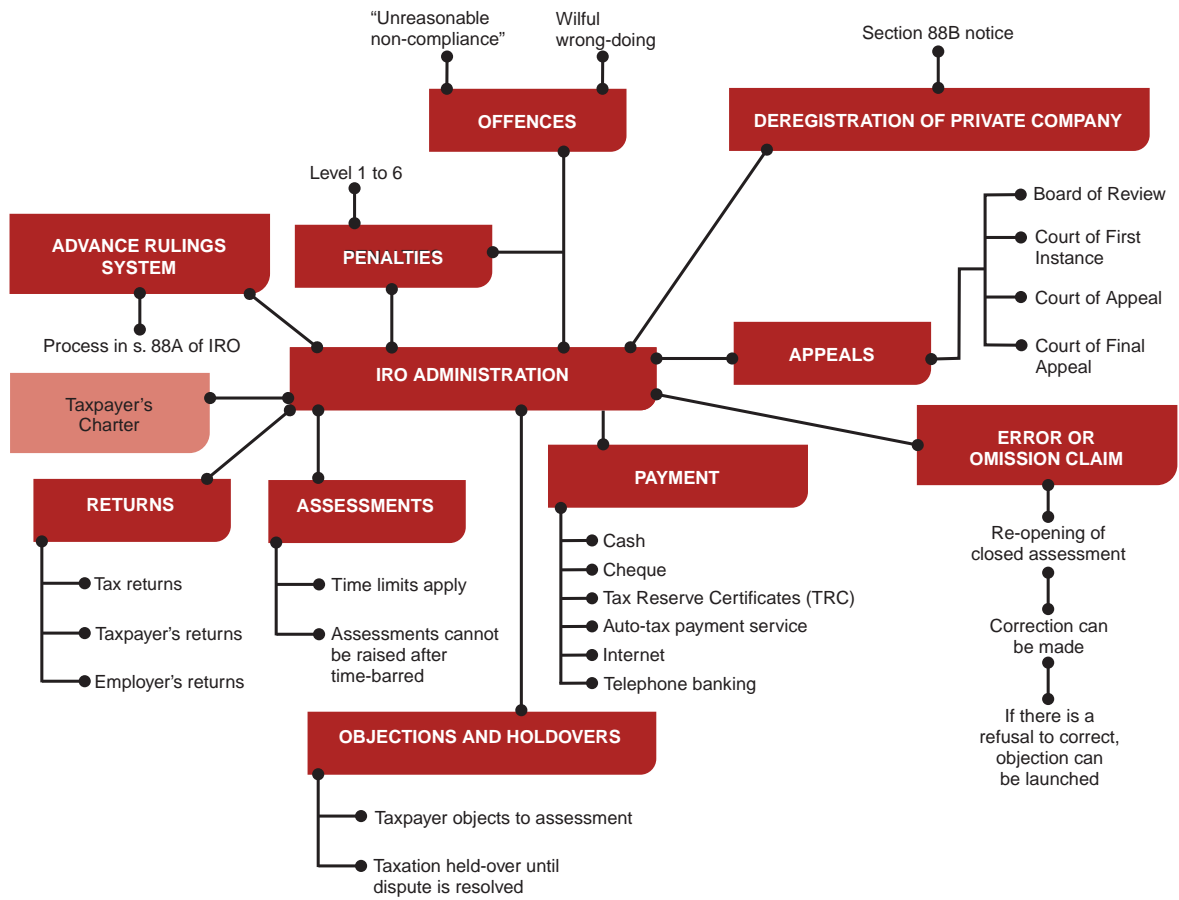 “Unreasonable
non-compliance”
Wilful
wrong-doing
Section 88B notice
OFFENCES
DEREGISTRATION OF PRIVATE COMPANY
Level 1 to 6
Board of Review
ADVANCE RULINGS
SYSTEM
PENALTIES
Court of First
Instance
Court of Appeal
Process in s. 88A of IRO
APPEALS
Court of Final
Appeal
IRO ADMINISTRATION
Taxpayer’s
Charter
ERROR OR
OMISSION CLAIM
RETURNS
ASSESSMENTS
PAYMENT
Tax returns
Taxpayer’s returns
Employer’s returns
Time limits apply
Assessments cannot
be raised after
time-barred
Cash
Cheque
Tax Reserve Certificates (TRC)
Auto-tax payment service
Internet
Telephone banking
Re-opening of
closed assessment
Correction can
be made
If there is a
refusal to correct,
objection can
be launched
OBJECTIONS AND HOLDOVERS
Taxpayer objects to assessment
Taxation held-over until
dispute is resolved